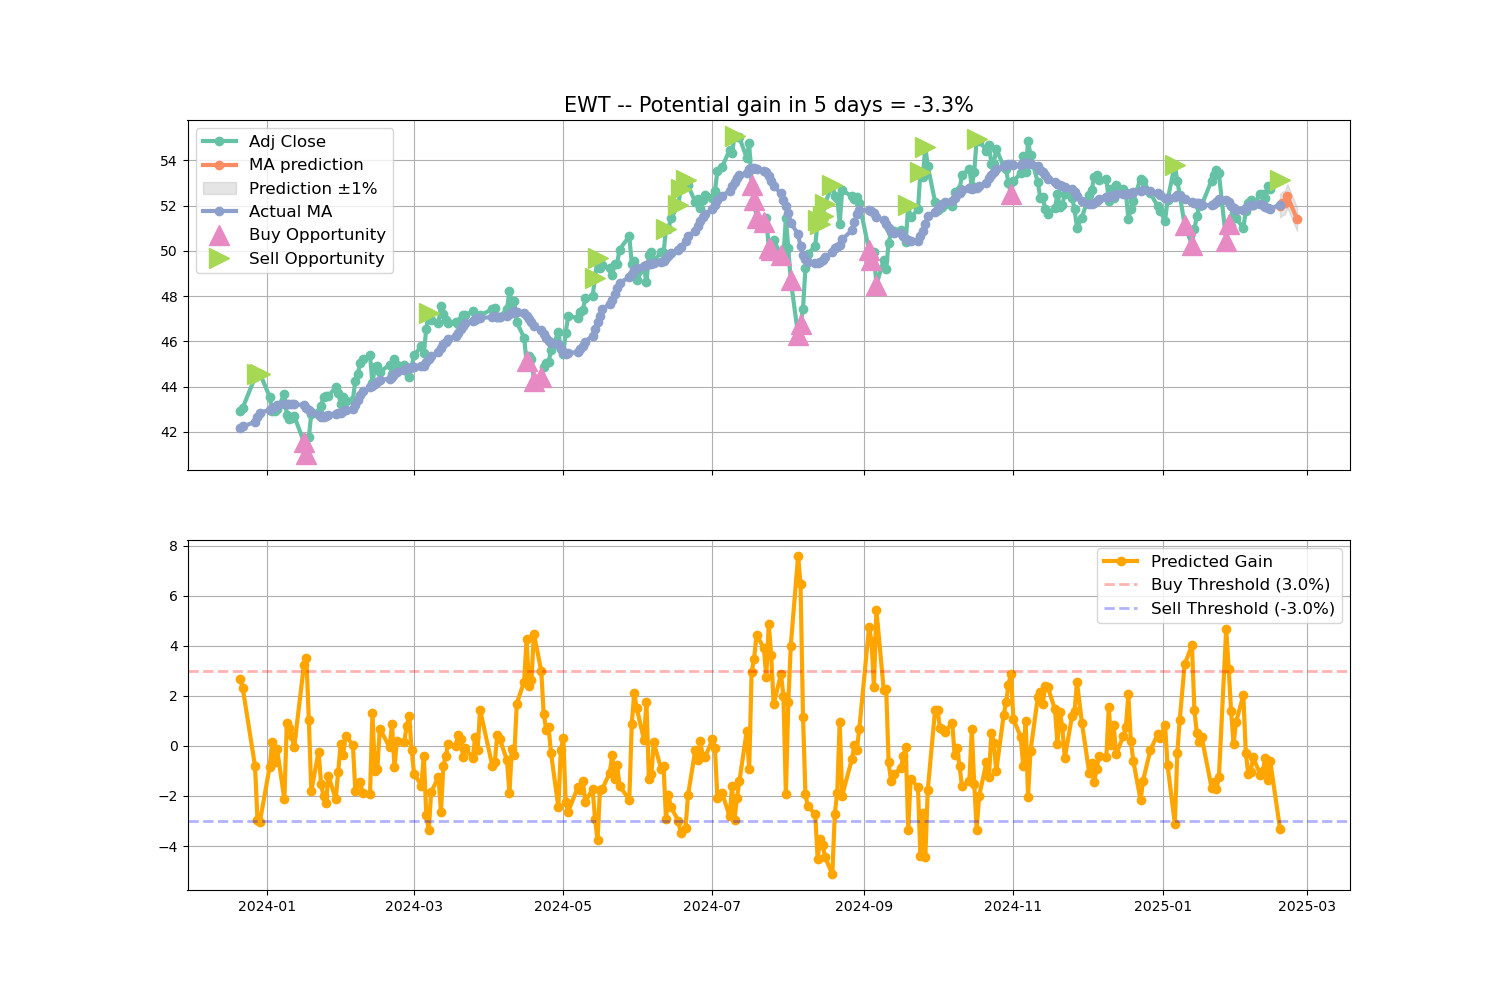 EWT -- Potential gain in 5 days = -3.3%
Adj Close
MA prediction
Prediction ±1%
Actual MA
Buy Opportunity
Sell Opportunity
54
52
50
48
46
44
42
Predicted Gain
Buy Threshold (3.0%)
Sell Threshold (-3.0%)
8
6
4
2
0
−2
−4
2024-01 2024-03 2024-05 2024-07 2024-09 2024-11 2025-01 2025-03